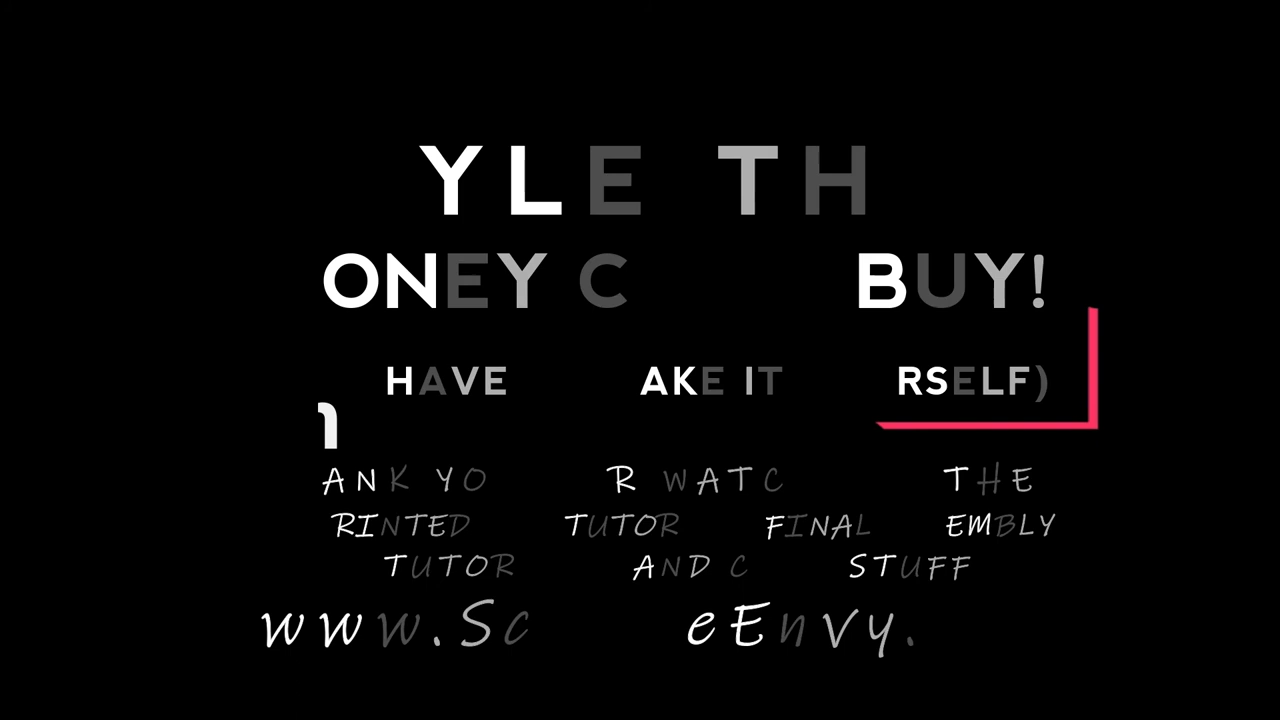 YLE TH
ONEY C BUY!
HAVE AKE IT RSELF)
ANK YO R WATC THE
RINTED TUTOR FINAL EMBLY
TUTOR AND C STUFF
www.Sc eEnvy.